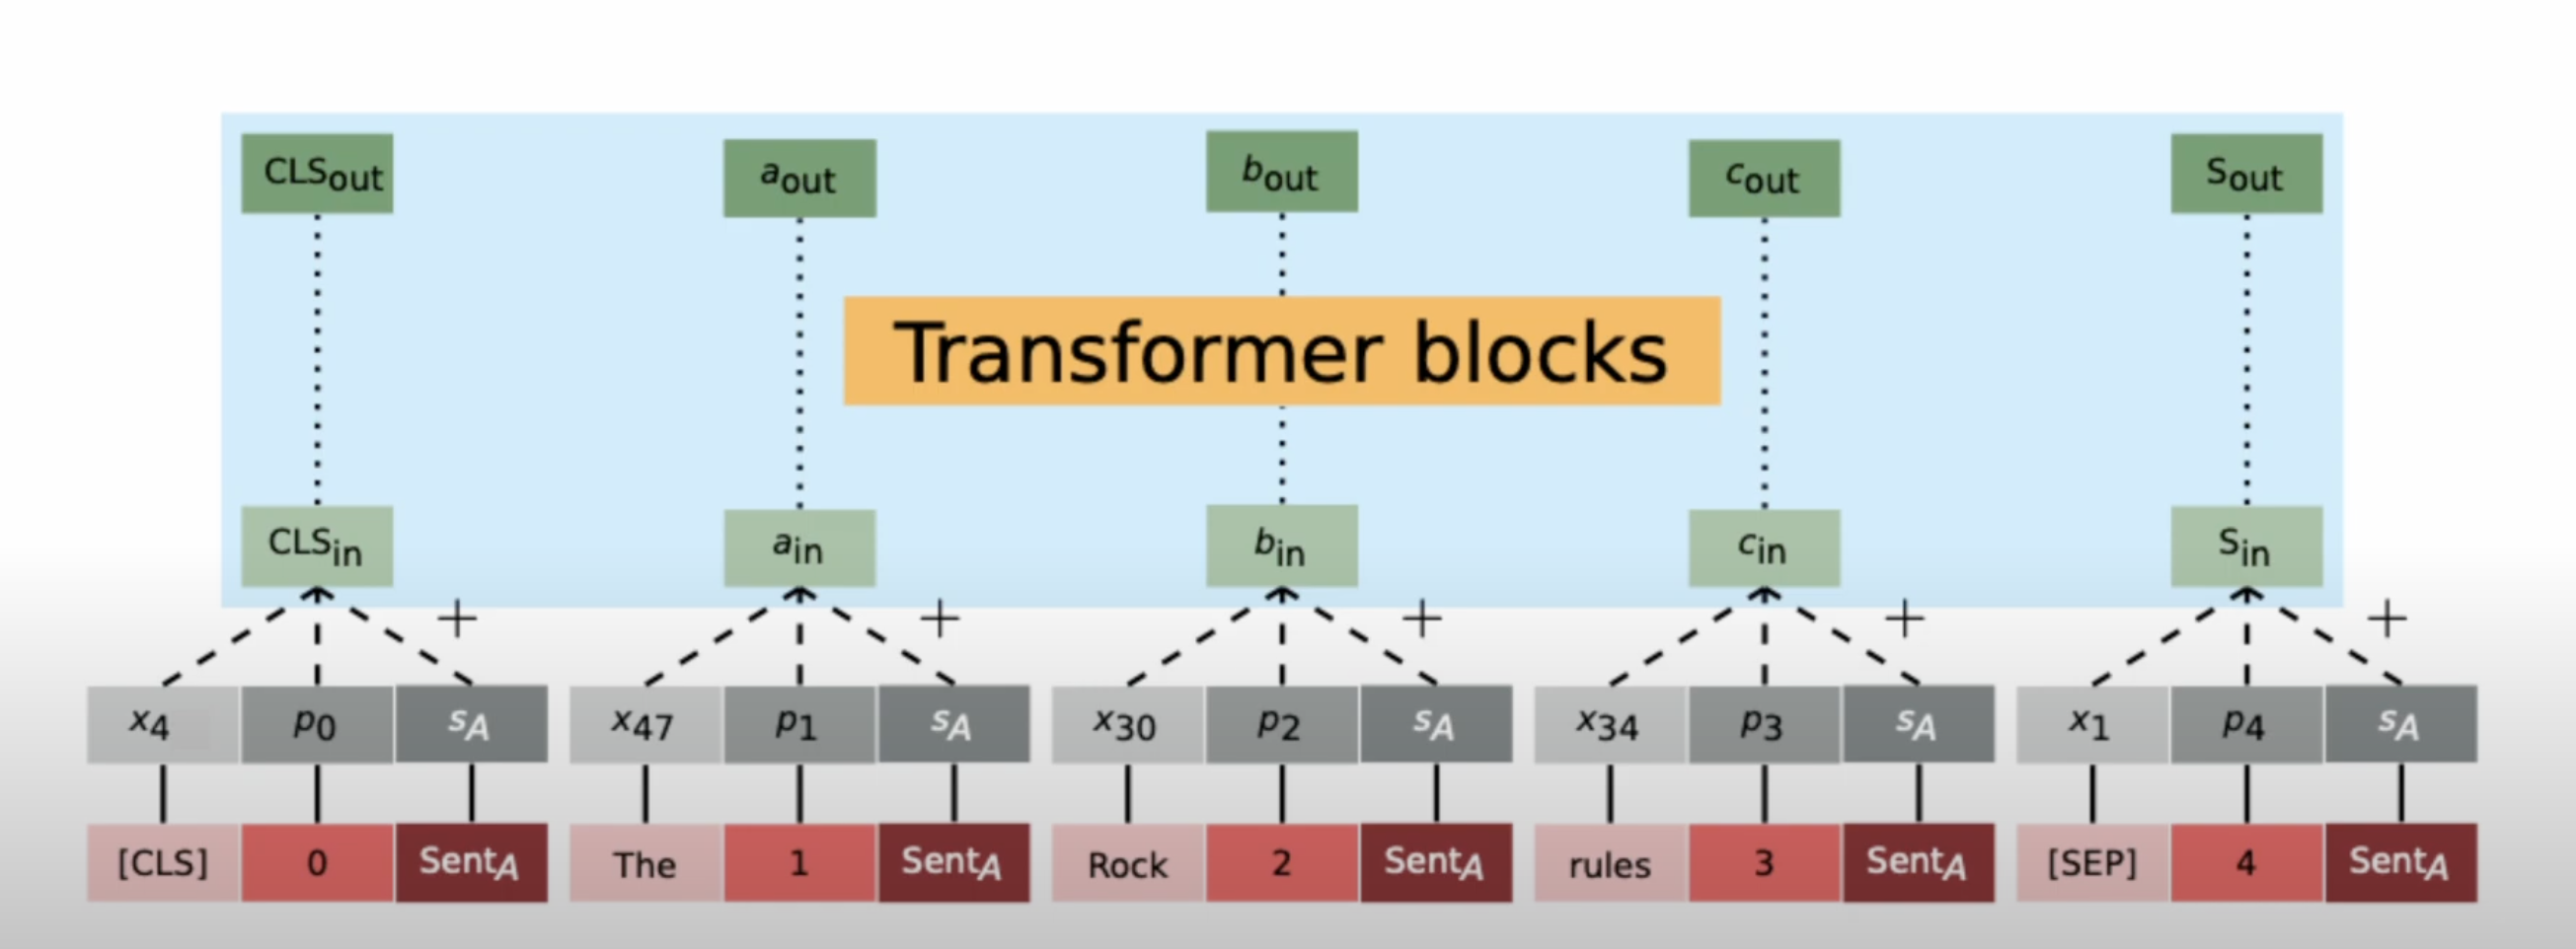 CLSout aout bout cout Sout
Transformer blocks
CLSin ain bin cin Sin
+ + + + +
x4 p0 sA x47 p1 sA x30 p2 sA x34 p3 sA x1 p4 sA
[CLS] 0 SentA The 1 SentA Rock 2 SentA rules 3 SentA [SEP] 4 SentA